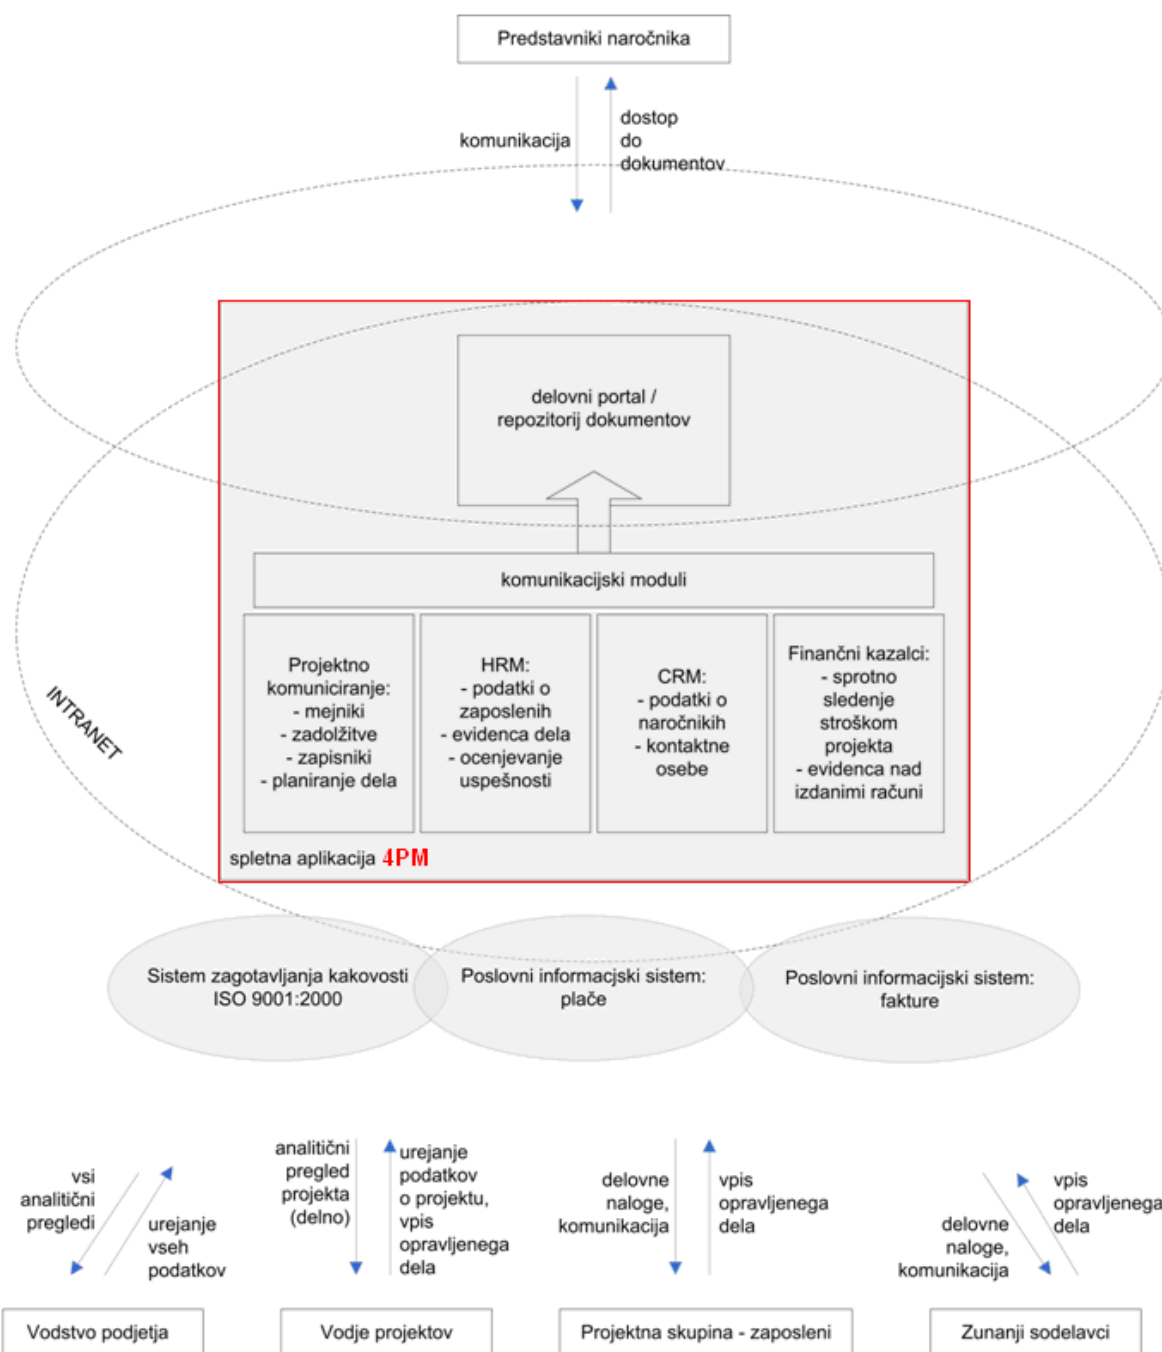 Predstavniki naročnika
komunikacija
dostop
do
dokumentov
delovni portal /
repozitorij dokumentov
komunikacijski moduli
Projektno
komuniciranje:
- mejniki
- zadolžitve
- zapisniki
- planiranje dela
HRM:
- podatki o
zaposlenih
- evidenca dela
- ocenjevanje
uspešnosti
CRM:
- podatki o
naročnikih
- kontaktne
osebe
Finančni kazalci:
- sprotno
sledenje
stroškom
projekta
- evidenca nad
izdanimi računi
INTRANET
spletna aplikacija 4PM
Sistem zagotavljanja kakovosti
ISO 9001:2000
Poslovni informacjski sistem:
plače
Poslovni informacijski sistem:
fakture
vsi
analitični
pregledi
urejanje
vseh
podatkov
analitični
pregled
projekta
(delno)
urejanje
podatkov
o projektu,
vpis
opravljenega
dela
delovne
naloge,
komunikacija
vpis
opravljenega
dela
delovne
naloge,
komunikacija
vpis
opravljenega
dela
Vodstvo podjetja
Vodje projektov
Projektna skupina - zaposleni
Zunanji sodelavci